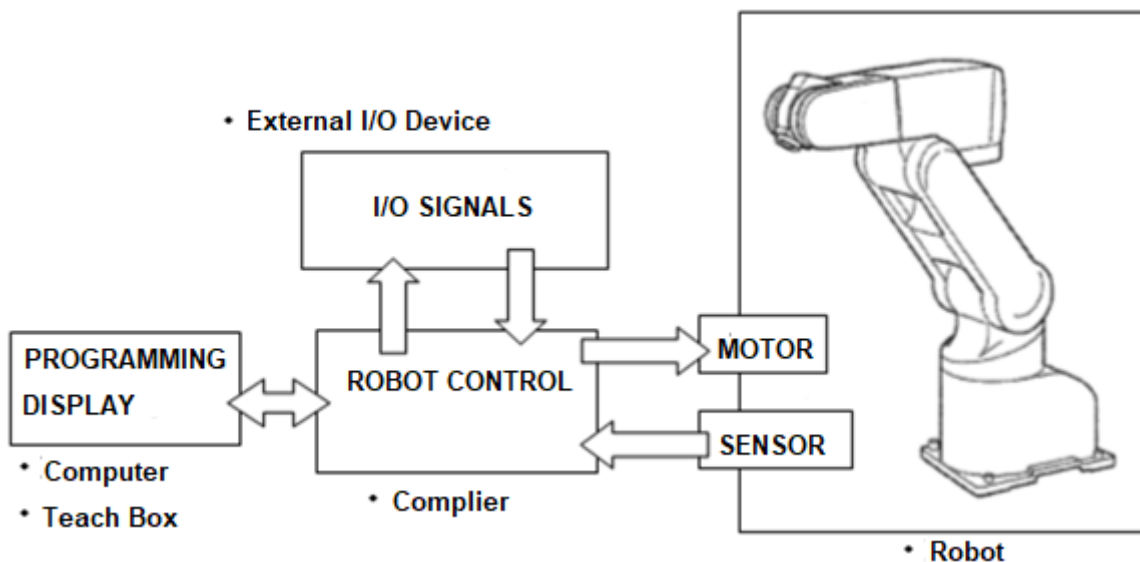 • External I/O Device
I/O SIGNALS
PROGRAMMING
DISPLAY
ROBOT CONTROL
MOTOR
SENSOR
• Computer
• Teach Box
• Complier
• Robot